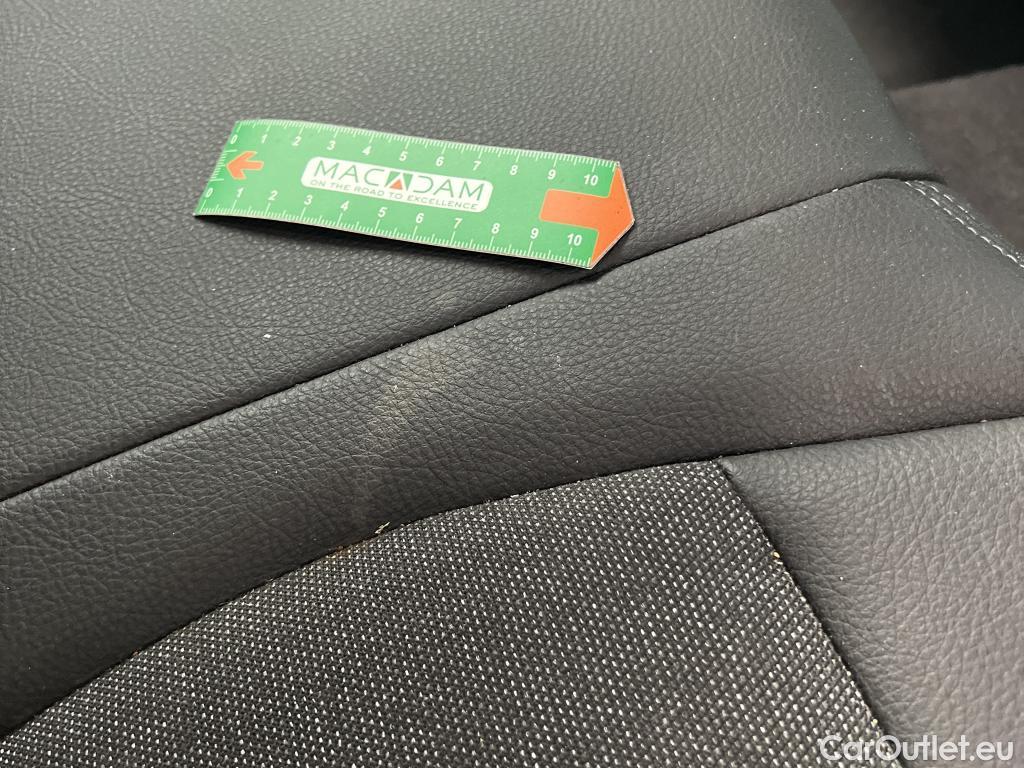 0 1 2 3 4 5 6 7 8 9 10
MACADAM
ON THE ROAD TO EXCELLENCE
0 1 2 3 4 5 6 7 8 9 10
CarOutlet.eu